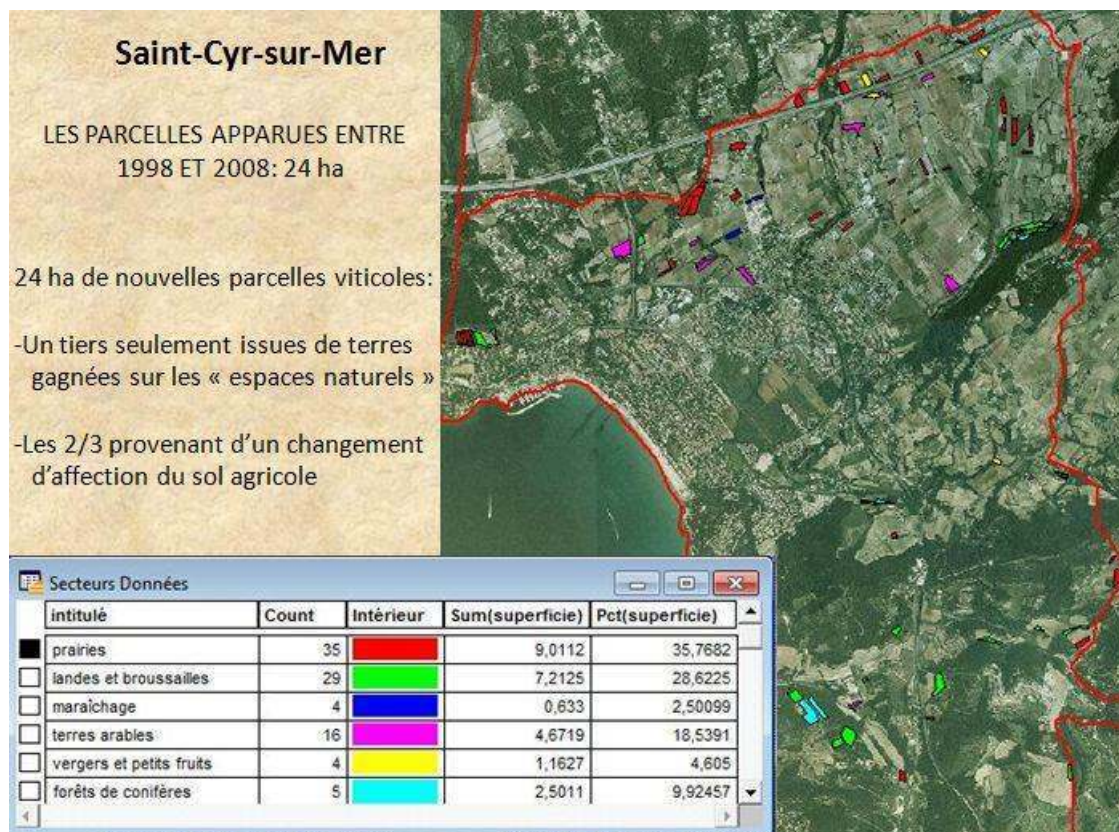 Saint-Cyr-sur-Mer
LES PARCELLES APPARUES ENTRE
1998 ET 2008: 24 ha
24 ha de nouvelles parcelles viticoles:
-Un tiers seulement issues de terres
gagnées sur les « espaces naturels »
-Les 2/3 provenant d’un changement
d’affection du sol agricole
Secteurs Données
intitulé Count Intérieur Sum(superficie) Pct(superficie)
prairies 35 9,0112 35,7682
landes et broussailles 29 7,2125 28,6225
maraîchage 4 0,633 2,50099
terres arables 16 4,6719 18,5391
vergers et petits fruits 4 1,1627 4,605
forêts de conifères 5 2,5011 9,92457